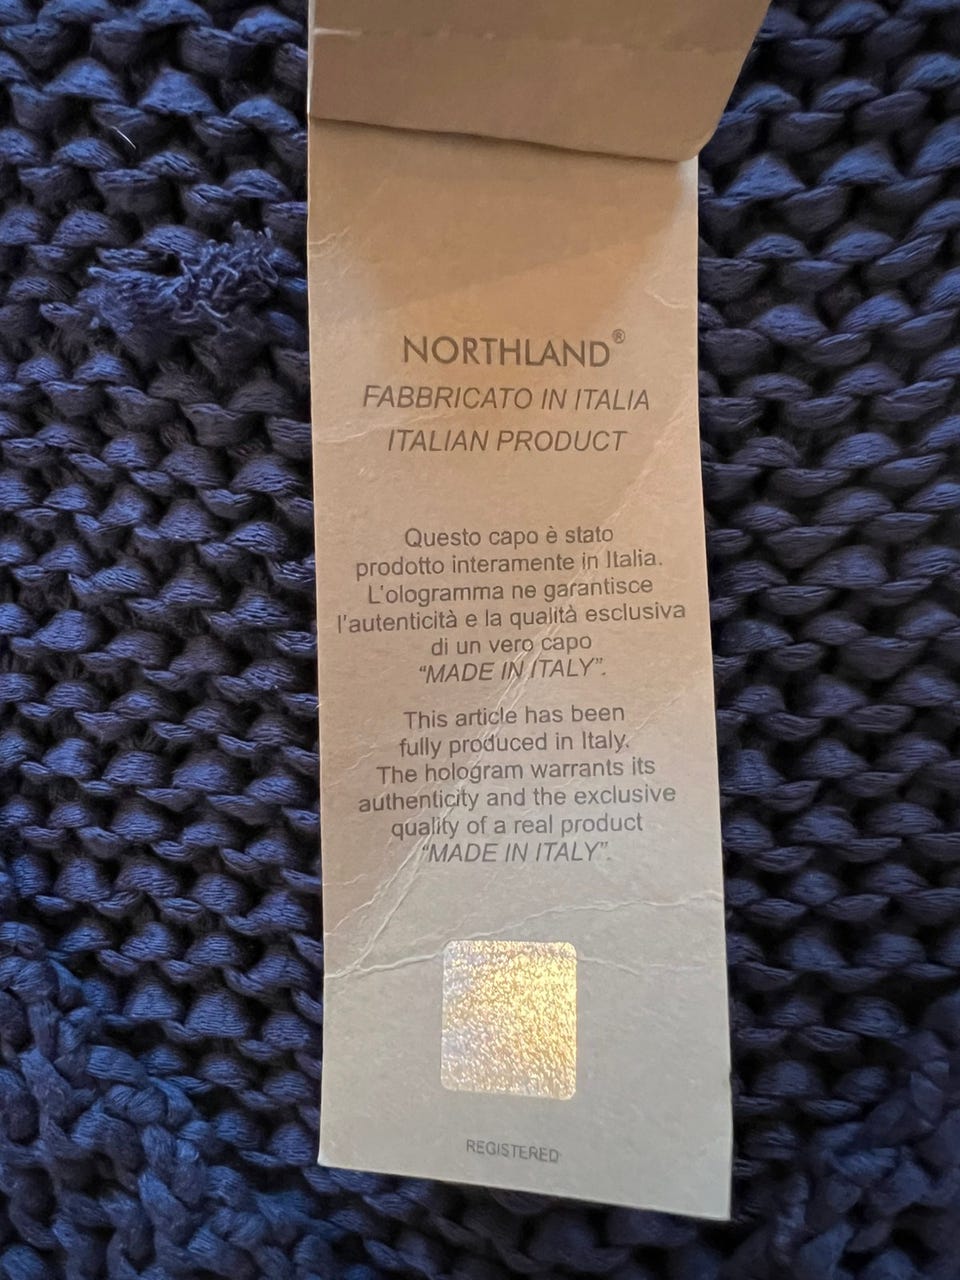 NORTHLAND®
FABBRICATO IN ITALIA
ITALIAN PRODUCT
Questo capo è stato
prodotto interamente in Italia.
L'ologramma ne garantisce
l'autenticità e la qualità esclusiva
di un vero capo
“MADE IN ITALY”.
This article has been
fully produced in Italy.
The hologram warrants its
authenticity and the exclusive
quality of a real product
“MADE IN ITALY”.
REGISTERED